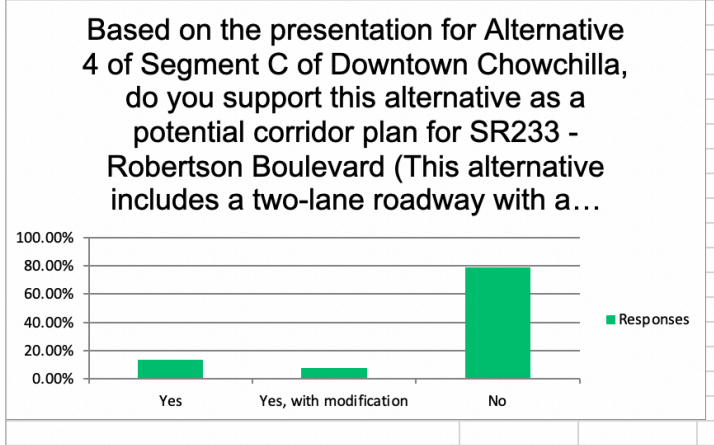 Based on the presentation for Alternative
4 of Segment C of Downtown Chowchilla,
do you support this alternative as a
potential corridor plan for SR233 -
Robertson Boulevard (This alternative
includes a two-lane roadway with a…
100.00%
80.00%
60.00%
40.00%
20.00%
0.00%
Yes
Yes, with modification
No
Responses